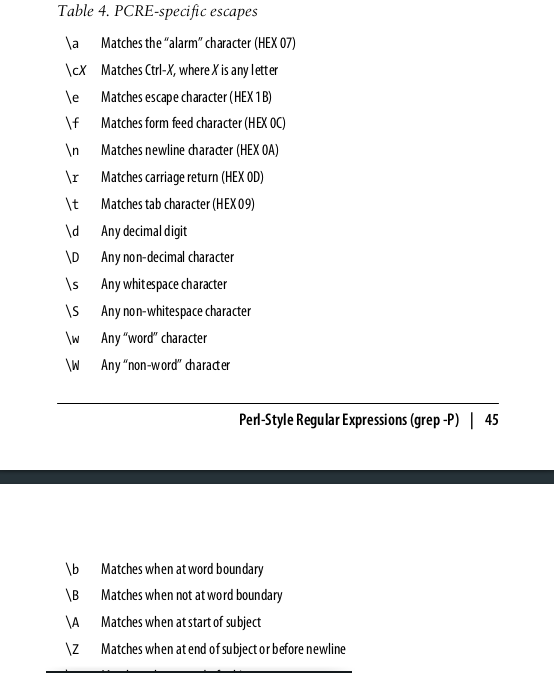 Table 4. PCRE-specific escapes
\a Matches the “alarm” character (HEX 07)
\cX Matches Ctrl-X, where X is any letter
\e Matches escape character (HEX 1B)
\f Matches form feed character (HEX 0C)
\n Matches newline character (HEX 0A)
\r Matches carriage return (HEX 0D)
\t Matches tab character (HEX 09)
\d Any decimal digit
\D Any non-decimal character
\s Any whitespace character
\S Any non-whitespace character
\w Any “word” character
\W Any “non-word” character
Perl-Style Regular Expressions (grep -P) | 45
\b Matches when at word boundary
\B Matches when not at word boundary
\A Matches when at start of subject
\Z Matches when at end of subject or before newline